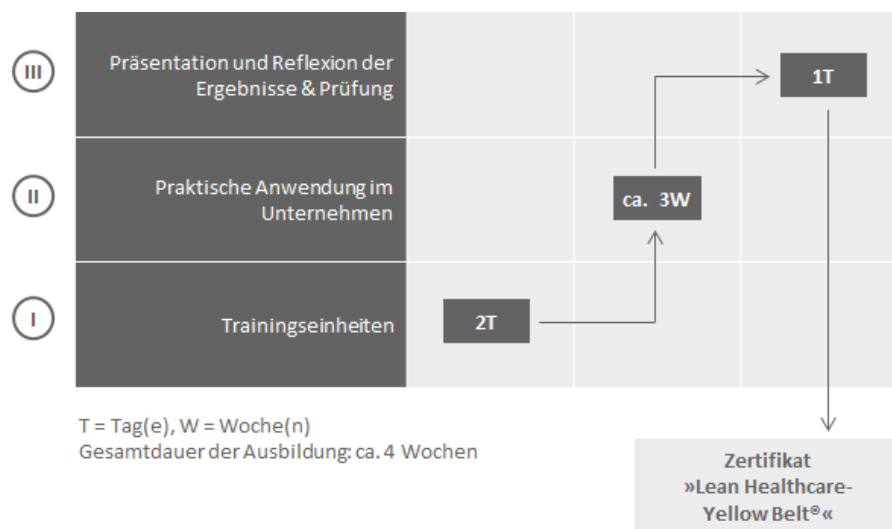 III
Präsentation und Reflexion der
Ergebnisse & Prüfung
1T
II
Praktische Anwendung im
Unternehmen
ca. 3W
I
Trainingseinheiten
2T
T = Tag(e), W = Woche(n)
Gesamtdauer der Ausbildung: ca. 4 Wochen
Zertifikat
»Lean Healthcare-
Yellow Belt®«